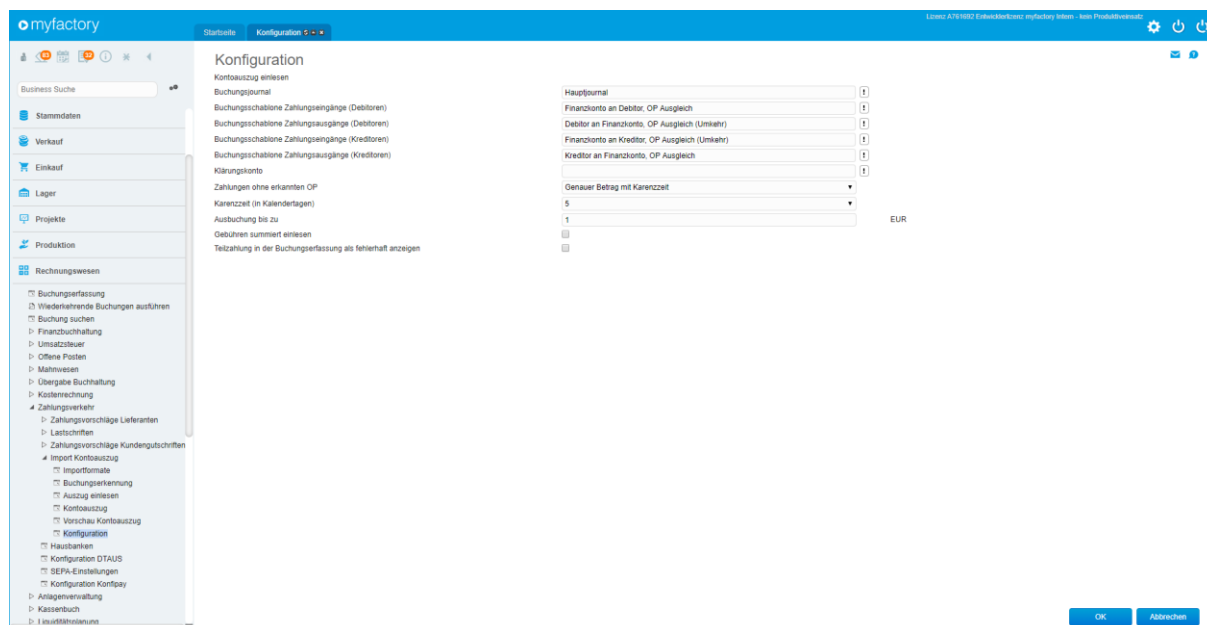 myfactory
Lizenz A761692 Entwicklerlizenz myfactory Intern - kein Produktiveinsatz
Startseite
Konfiguration
Business Suche
Stammdaten
Verkauf
Einkauf
Lager
Projekte
Produktion
Rechnungswesen
Buchungserfassung
Wiederkehrende Buchungen ausführen
Buchung suchen
Finanzbuchhaltung
Umsatzsteuer
Offene Posten
Mahnwesen
Übergabe Buchhaltung
Kostenrechnung
Zahlungsverkehr
Zahlungsvorschläge Lieferanten
Lastschriften
Zahlungsvorschläge Kundengutschriften
Import Kontoauszug
Importformate
Buchungserkennung
Auszug einlesen
Kontoauszug
Vorschau Kontoauszug
Konfiguration
Hausbanken
Konfiguration DTAUS
SEPA-Einstellungen
Konfiguration Konfipay
Anlagenverwaltung
Kassenbuch
Liquiditätsplanung
Konfiguration
Kontoauszug einlesen
Buchungsjournal Hauptjournal
Buchungsschablone Zahlungseingänge (Debitoren) Finanzkonto an Debitor, OP Ausgleich
Buchungsschablone Zahlungsausgänge (Debitoren) Debitor an Finanzkonto, OP Ausgleich (Umkehr)
Buchungsschablone Zahlungseingänge (Kreditoren) Finanzkonto an Kreditor, OP Ausgleich (Umkehr)
Buchungsschablone Zahlungsausgänge (Kreditoren) Kreditor an Finanzkonto, OP Ausgleich
Klärungskonto
Zahlungen ohne erkannten OP Genauer Betrag mit Karenzzeit
Karenzzeit (in Kalendertagen) 5
Ausbuchung bis zu 1 EUR
Gebühren summiert einlesen
Teilzahlung in der Buchungserfassung als fehlerhaft anzeigen
OK Abbrechen